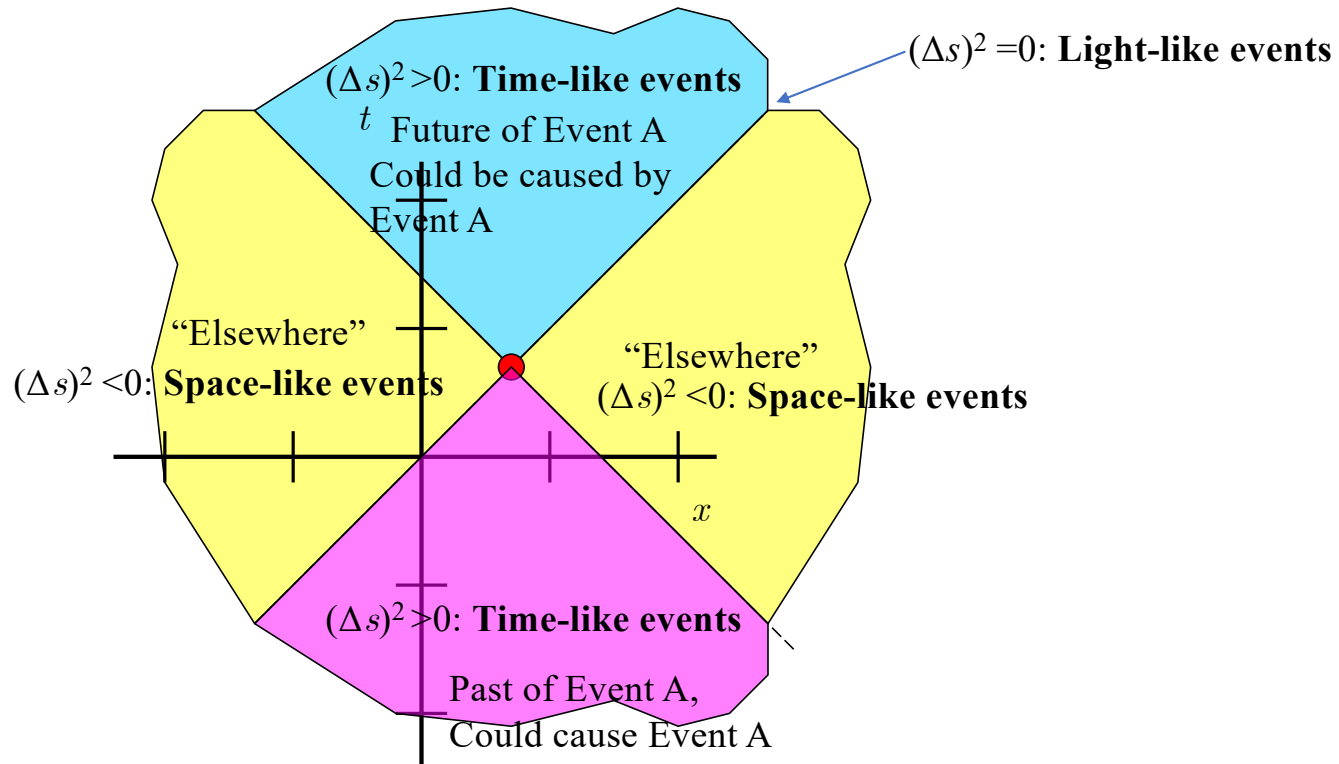 (Δs)² =0: Light-like events
(Δs)² >0: Time-like events
t
Future of Event A
Could be caused by
Event A
“Elsewhere”
(Δs)² <0: Space-like events
“Elsewhere”
(Δs)² <0: Space-like events
x
(Δs)² >0: Time-like events
Past of Event A,
Could cause Event A